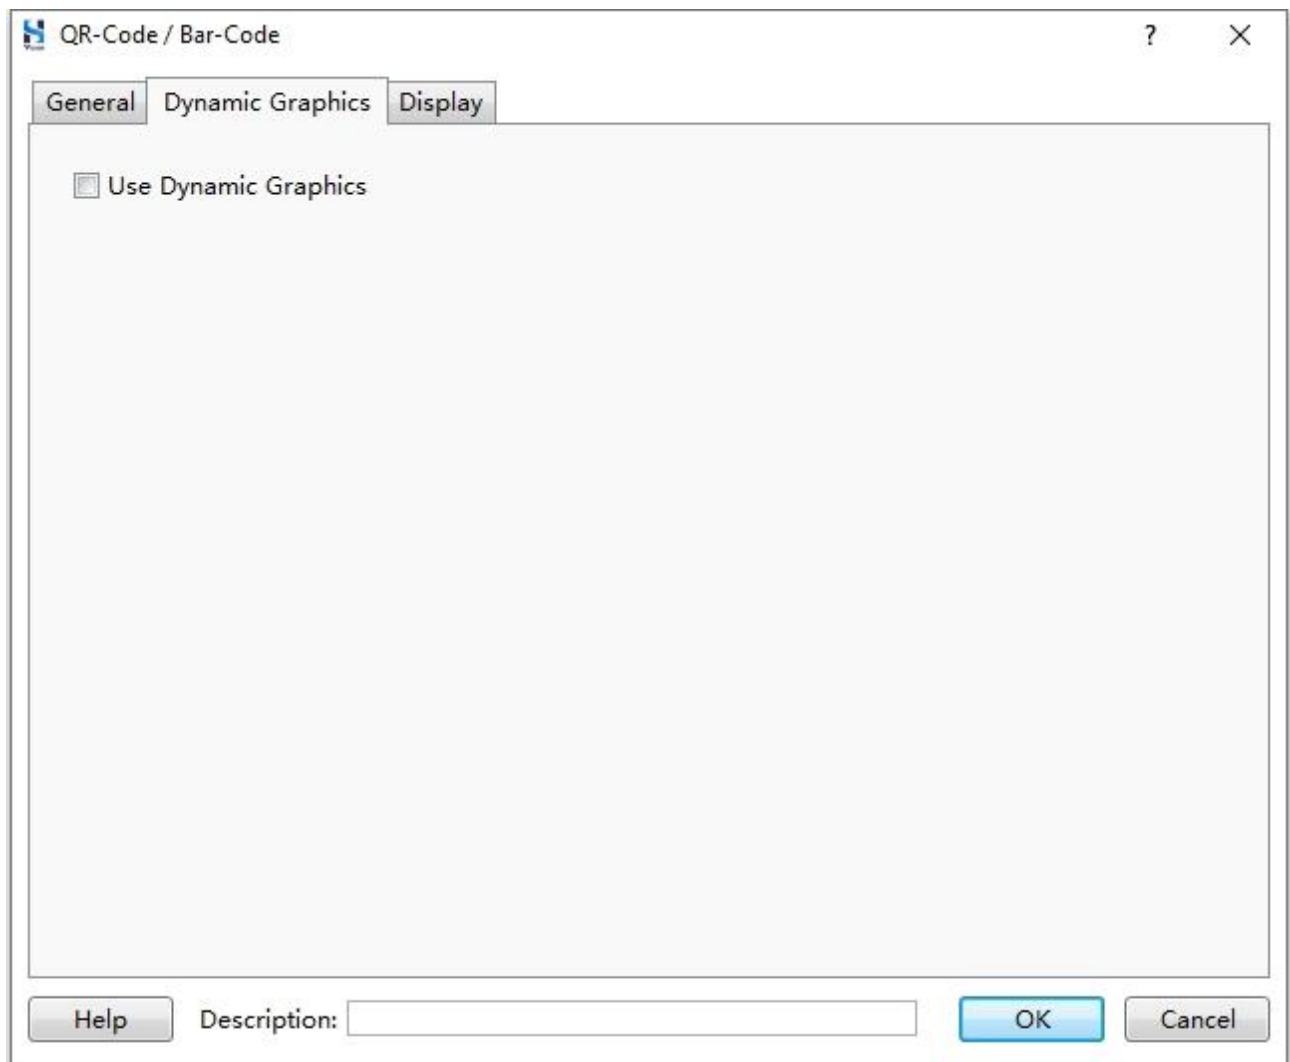 QR-Code / Bar-Code ?
General Dynamic Graphics Display
Use Dynamic Graphics
Help Description: OK Cancel